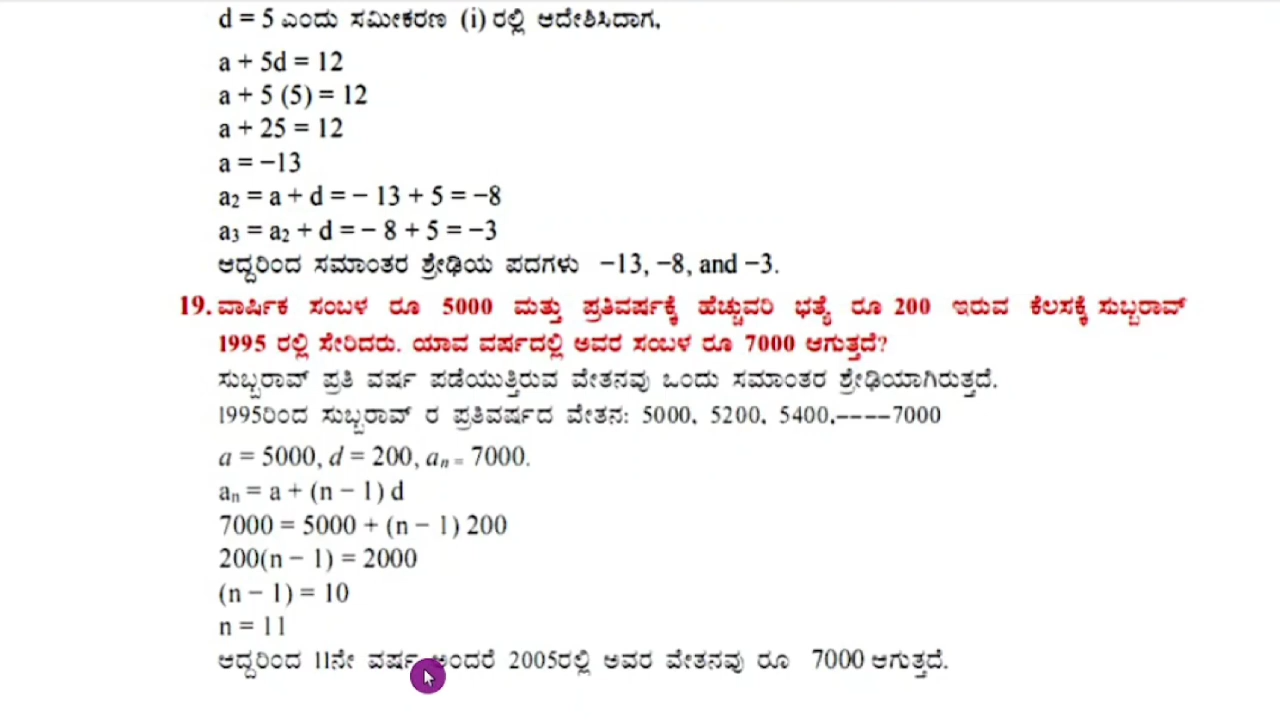 d = 5 ಎಂದು ಸಮೀಕರಣ (i) ರಲ್ಲಿ ಆದೇಶಿಸಿದಾಗ,
a + 5d = 12
a + 5 (5) = 12
a + 25 = 12
a = −13
a₂ = a + d = − 13 + 5 = −8
a₃ = a₂ + d = − 8 + 5 = −3
ಆದ್ದರಿಂದ ಸಮಾಂತರ ಶ್ರೇಢಿಯ ಪದಗಳು −13, −8, and −3.
19. ವಾರ್ಷಿಕ ಸಂಬಳ ರೂ 5000 ಮತ್ತು ಪ್ರತಿವರ್ಷಕ್ಕೆ ಹೆಚ್ಚುವರಿ ಭತ್ಯೆ ರೂ 200 ಇರುವ ಕೆಲಸಕ್ಕೆ ಸುಬ್ಬರಾವ್
1995 ರಲ್ಲಿ ಸೇರಿದರು. ಯಾವ ವರ್ಷದಲ್ಲಿ ಅವರ ಸಂಬಳ ರೂ 7000 ಆಗುತ್ತದೆ?
ಸುಬ್ಬರಾವ್ ಪ್ರತಿ ವರ್ಷ ಪಡೆಯುತ್ತಿರುವ ವೇತನವು ಒಂದು ಸಮಾಂತರ ಶ್ರೇಢಿಯಾಗಿರುತ್ತದೆ.
1995ರಿಂದ ಸುಬ್ಬರಾವ್ ರ ಪ್ರತಿವರ್ಷದ ವೇತನ: 5000, 5200, 5400,----7000
a = 5000, d = 200, aₙ = 7000.
aₙ = a + (n − 1) d
7000 = 5000 + (n − 1) 200
200(n − 1) = 2000
(n − 1) = 10
n = 11
ಆದ್ದರಿಂದ 11ನೇ ವರ್ಷ ಅಂದರೆ 2005ರಲ್ಲಿ ಅವರ ವೇತನವು ರೂ 7000 ಆಗುತ್ತದೆ.